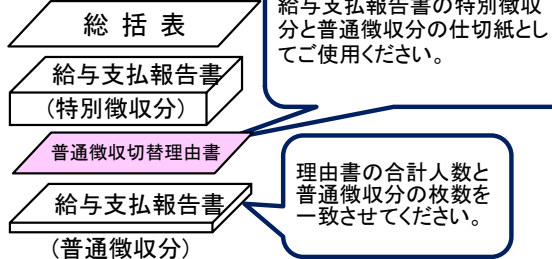 給与支払報告書の特別徴収
分と普通徴収分の仕切紙とし
てご使用ください。
総括表
給与支払報告書
(特別徴収分)
普通徴収切替理由書
給与支払報告書
(普通徴収分)
理由書の合計人数と
普通徴収分の枚数を
一致させてください。